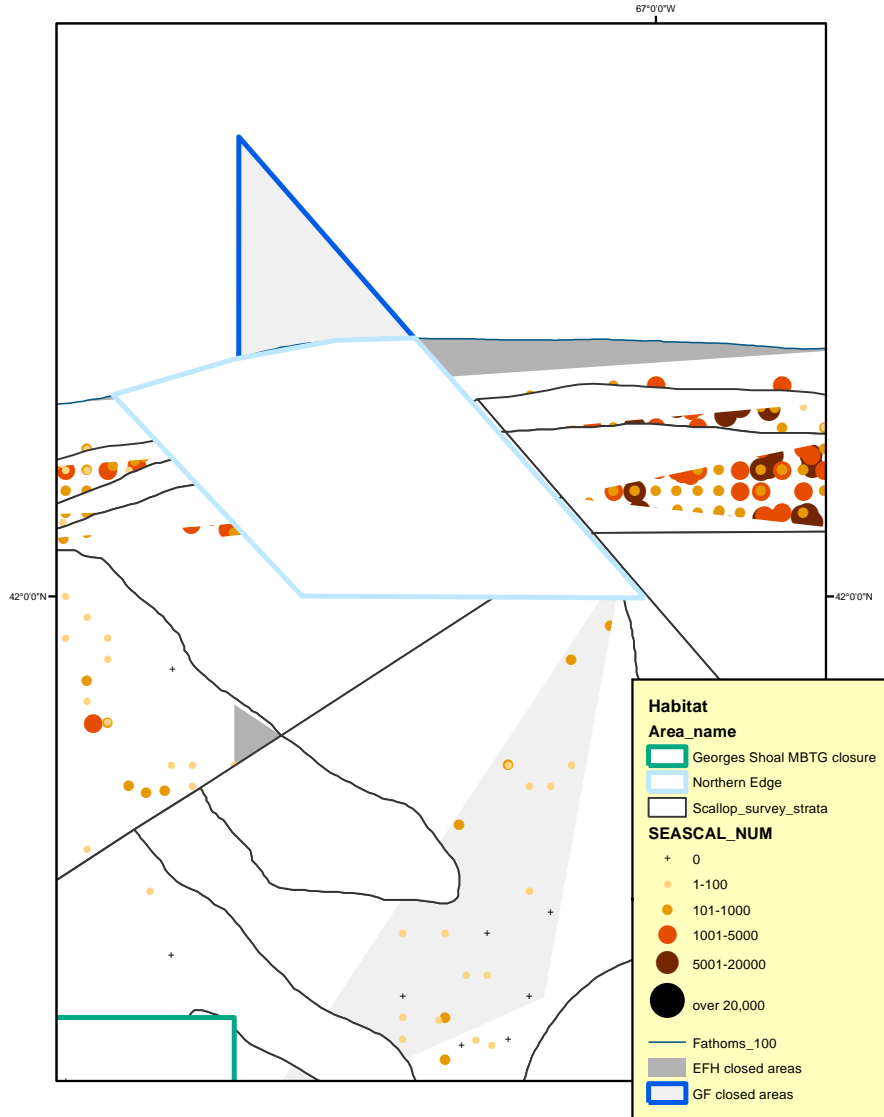 67°0'0"W
42°0'0"N
42°0'0"N
Habitat
Area_name
Georges Shoal MBTG closure
Northern Edge
Scallop_survey_strata
SEASCAL_NUM
0
1-100
101-1000
1001-5000
5001-20000
over 20,000
Fathoms_100
EFH closed areas
GF closed areas